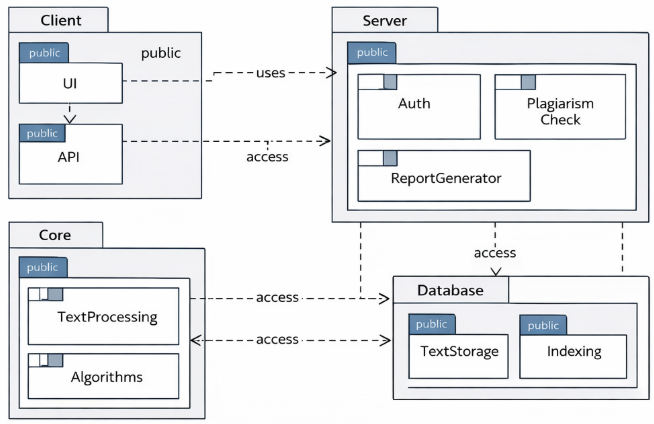 Client
public
public
UI
public
API
uses
access
Server
public
Auth
Plagiarism
Check
ReportGenerator
Core
public
TextProcessing
Algorithms
access
access
access
Database
public
TextStorage
public
Indexing